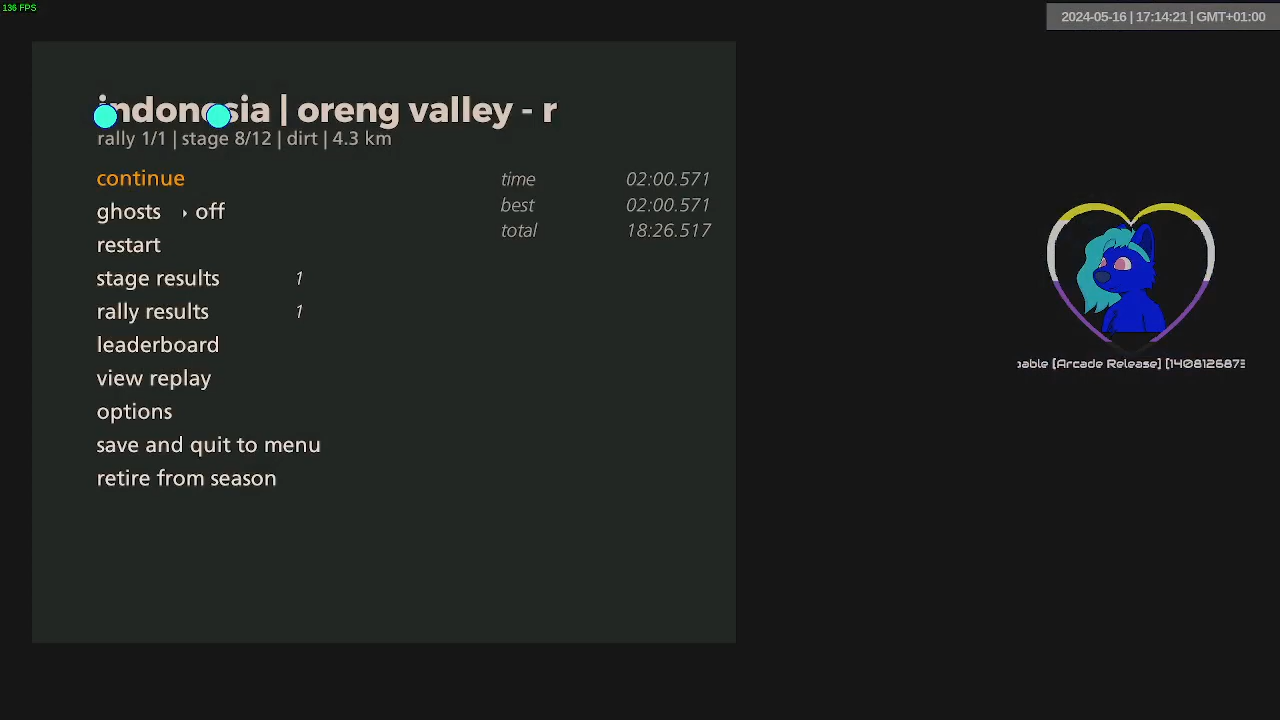 136 FPS
2024-05-16 | 17:14:21 | GMT+01:00
indonesia | oreng valley - r
rally 1/1 | stage 8/12 | dirt | 4.3 km
continue
time 02:00.571
ghosts ‣ off
best 02:00.571
total 18:26.517
restart
stage results 1
rally results 1
leaderboard
view replay
options
save and quit to menu
retire from season
[Arcade Release]